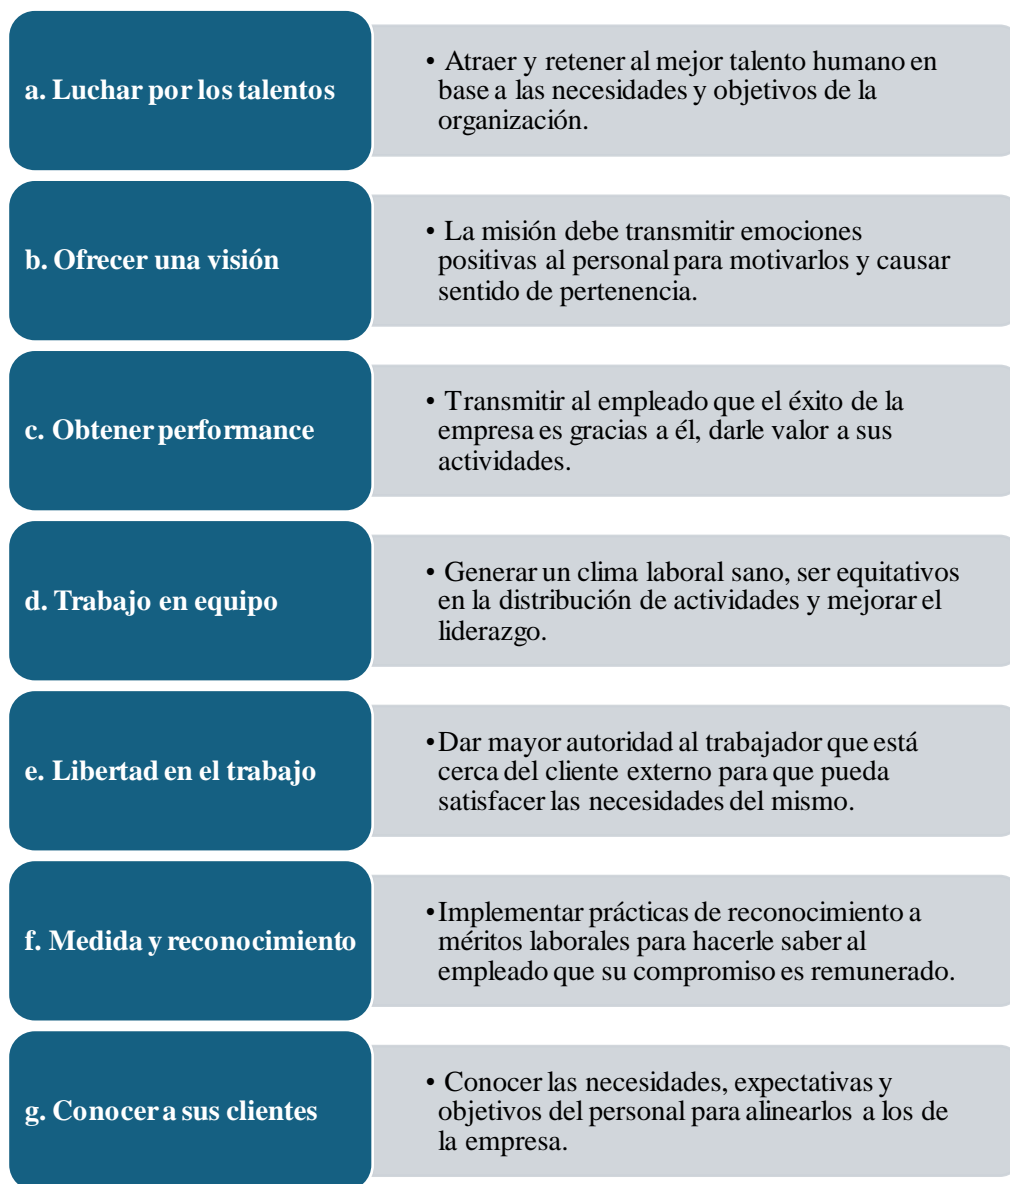 a. Luchar por los talentos
• Atraer y retener al mejor talento humano en
base a las necesidades y objetivos de la
organización.
b. Ofrecer una visión
• La misión debe transmitir emociones
positivas al personal para motivarlos y causar
sentido de pertenencia.
c. Obtener performance
• Transmitir al empleado que el éxito de la
empresa es gracias a él, darle valor a sus
actividades.
d. Trabajo en equipo
• Generar un clima laboral sano, ser equitativos
en la distribución de actividades y mejorar el
liderazgo.
e. Libertad en el trabajo
•Dar mayor autoridad al trabajador que está
cerca del cliente externo para que pueda
satisfacer las necesidades del mismo.
f. Medida y reconocimiento
•Implementar prácticas de reconocimiento a
méritos laborales para hacerle saber al
empleado que su compromiso es remunerado.
g. Conocer a sus clientes
• Conocer las necesidades, expectativas y
objetivos del personal para alinearlos a los de
la empresa.